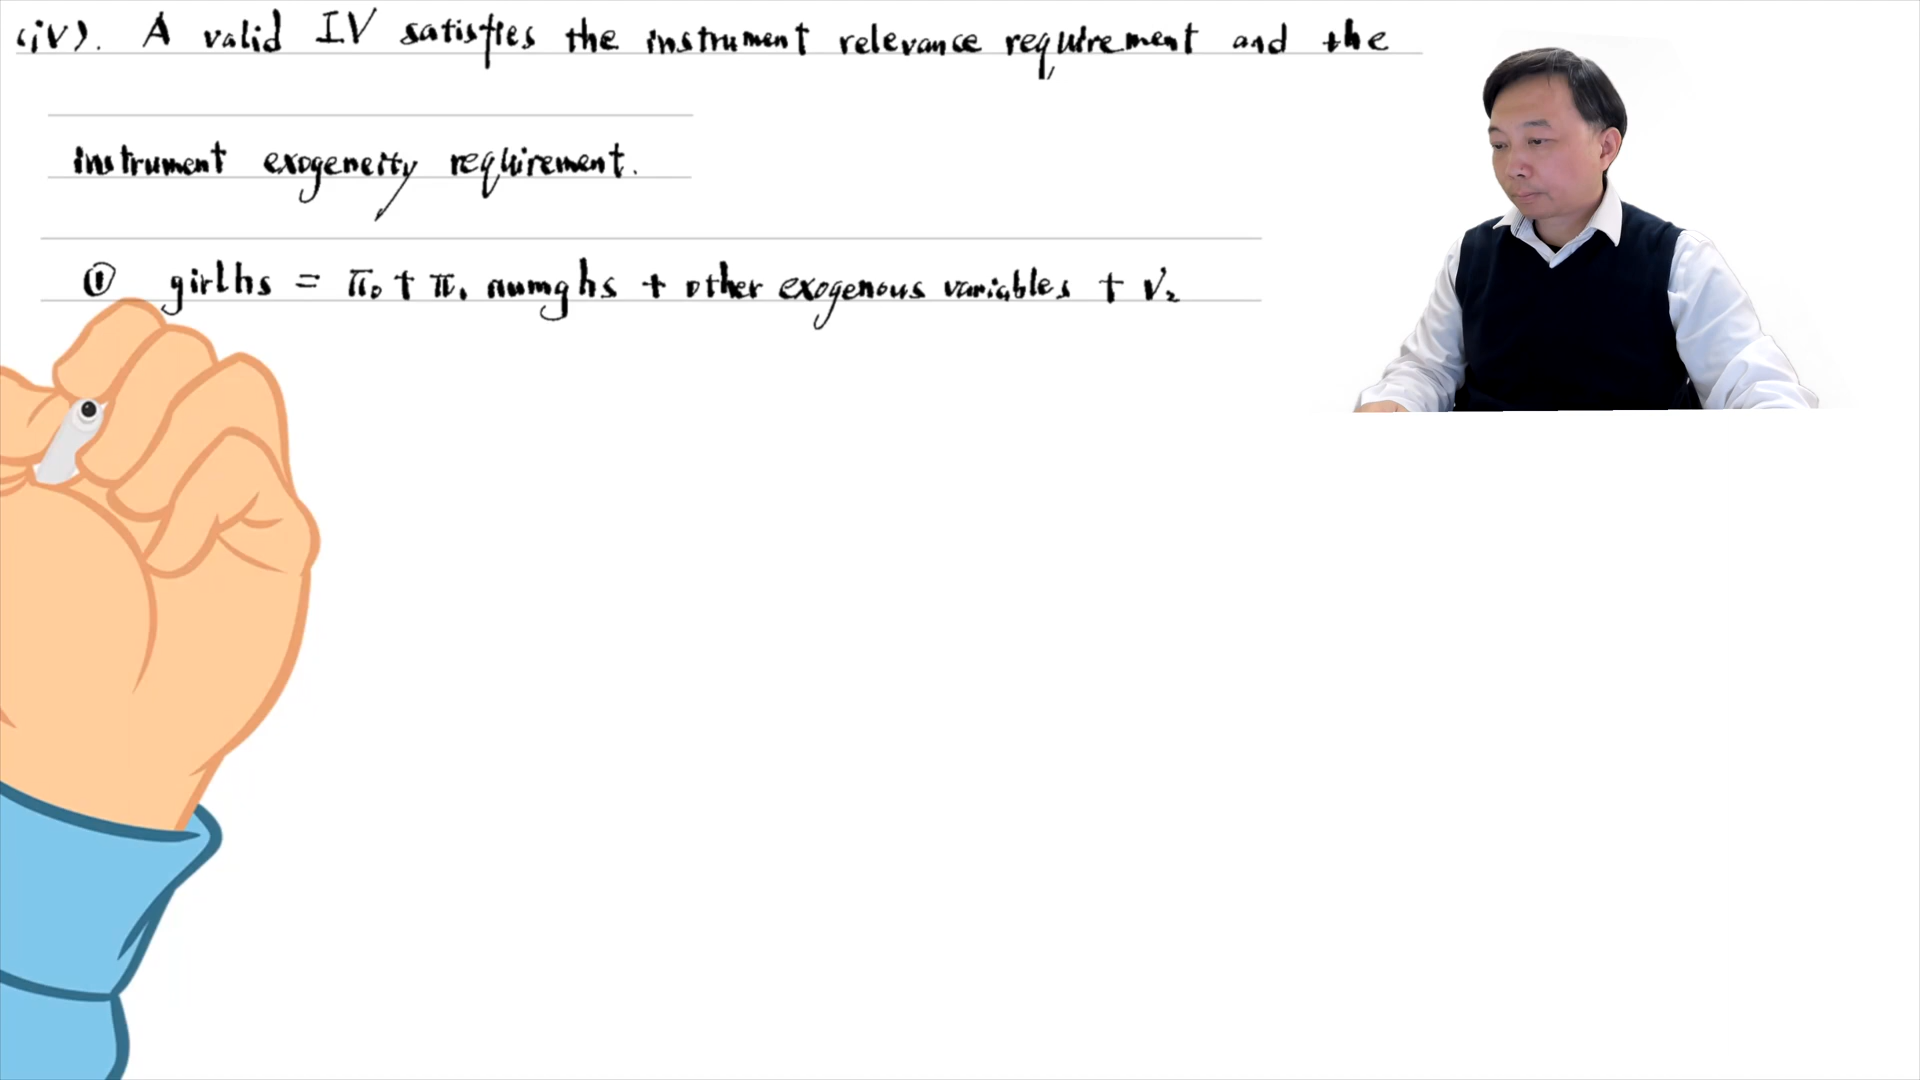 (iv). A valid IV satisfies the instrument relevance requirement and the
instrument exogeneity requirement.
① girlhs = π₀ + π₁ numghs + other exogenous variables + v₂